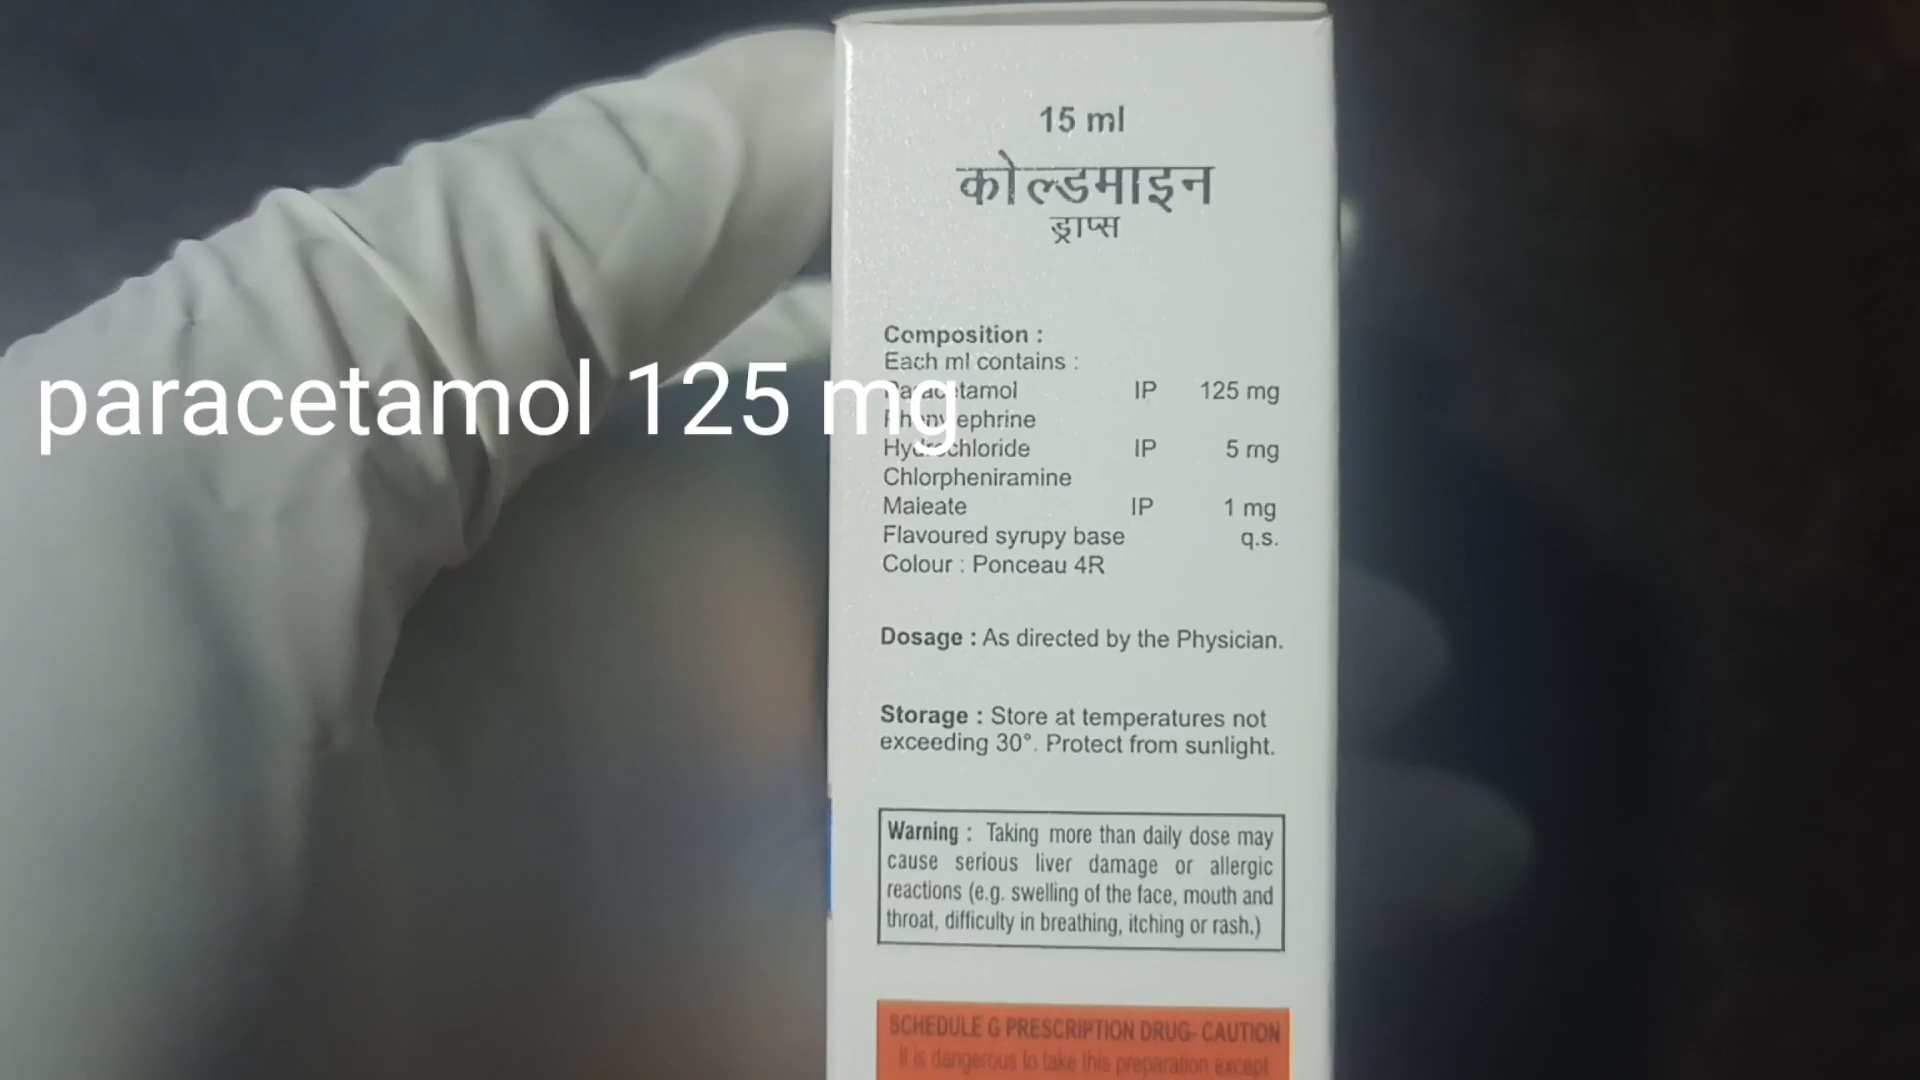 15 ml
कोल्डमाइन
ड्राप्स
Composition :
Each ml contains :
Paracetamol IP 125 mg
Phenylephrine
Hydrochloride IP 5 mg
Chlorpheniramine
Maleate IP 1 mg
Flavoured syrupy base q.s.
Colour : Ponceau 4R
paracetamol 125 mg
Dosage : As directed by the Physician.
Storage : Store at temperatures not
exceeding 30°. Protect from sunlight.
Warning : Taking more than daily dose may
cause serious liver damage or allergic
reactions (e.g. swelling of the face, mouth and
throat, difficulty in breathing, itching or rash.)
SCHEDULE G PRESCRIPTION DRUG- CAUTION
It is dangerous to take this preparation except